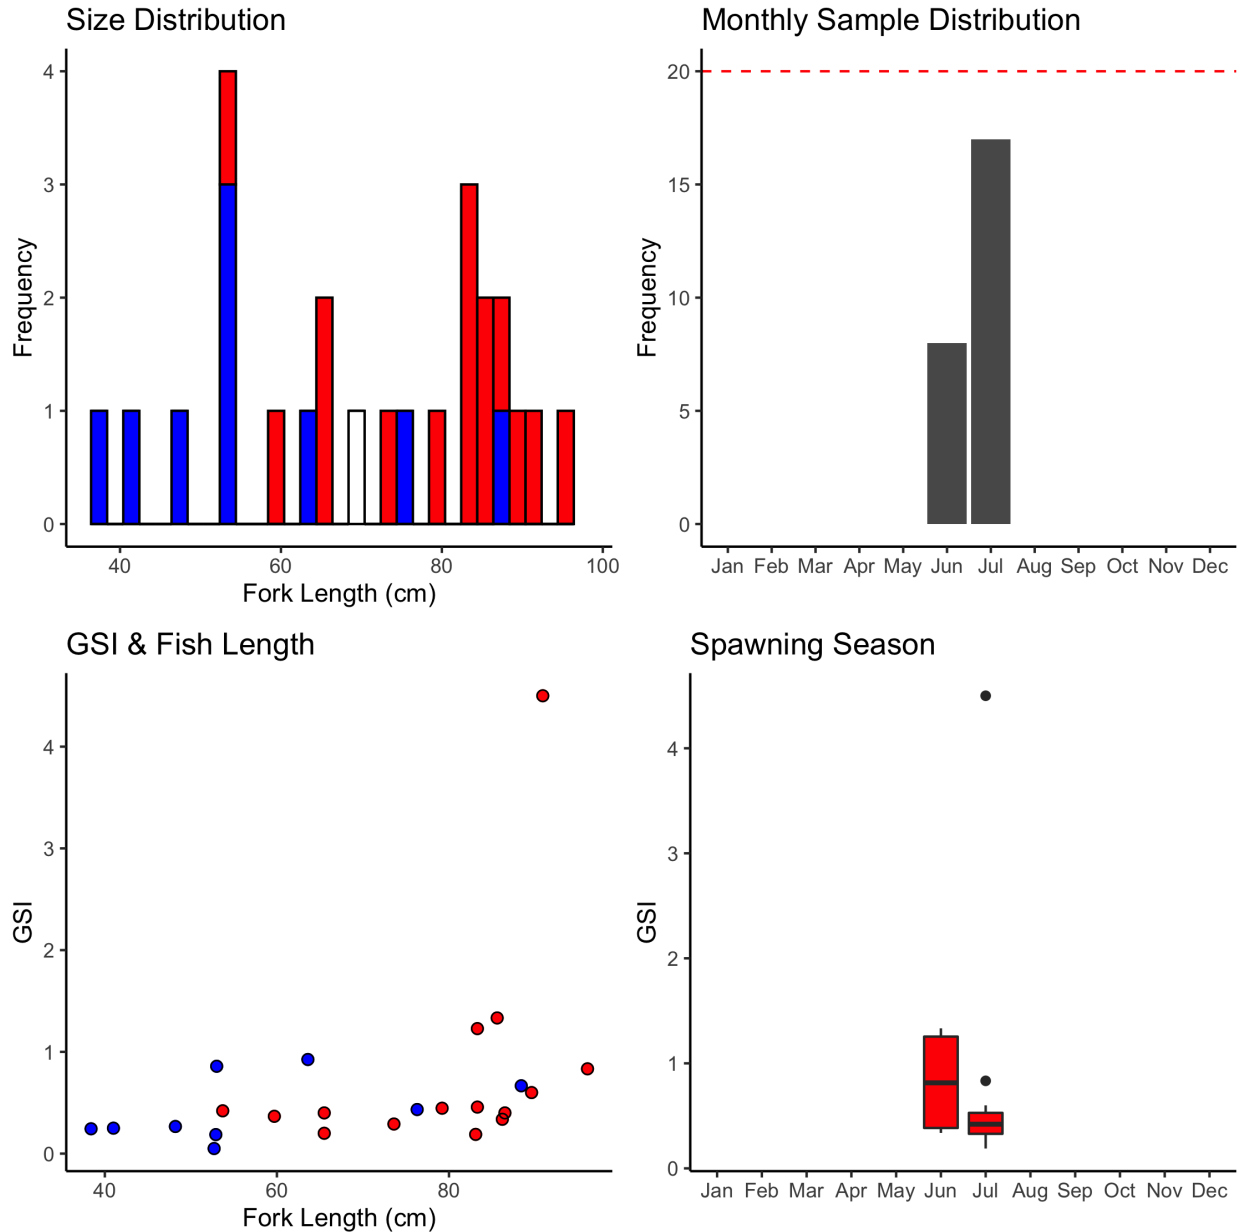 Size Distribution
Frequency
4
3
2
1
0
40 60 80 100
Fork Length (cm)
Monthly Sample Distribution
Frequency
20
15
10
5
0
Jan Feb Mar Apr May Jun Jul Aug Sep Oct Nov Dec
GSI & Fish Length
GSI
4
3
2
1
0
40 60 80
Fork Length (cm)
Spawning Season
GSI
4
3
2
1
0
Jan Feb Mar Apr May Jun Jul Aug Sep Oct Nov Dec